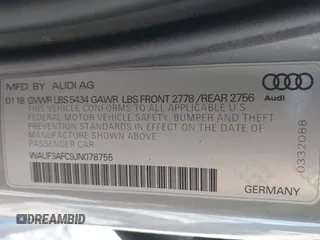 MFD. BY AUDI AG
01 18 GVWR LBS 5434 GAWR LBS FRONT 2778 / REAR 2756
THIS VEHICLE CONFORMS TO ALL APPLICABLE U.S.
FEDERAL MOTOR VEHICLE SAFETY, BUMPER AND THEFT
PREVENTION STANDARDS IN EFFECT ON THE DATE OF
MANUFACTURE SHOWN ABOVE.
PASSENGER CAR
WAUF3AFC9JN078755
GERMANY
Audi
0332088
DREAMBID